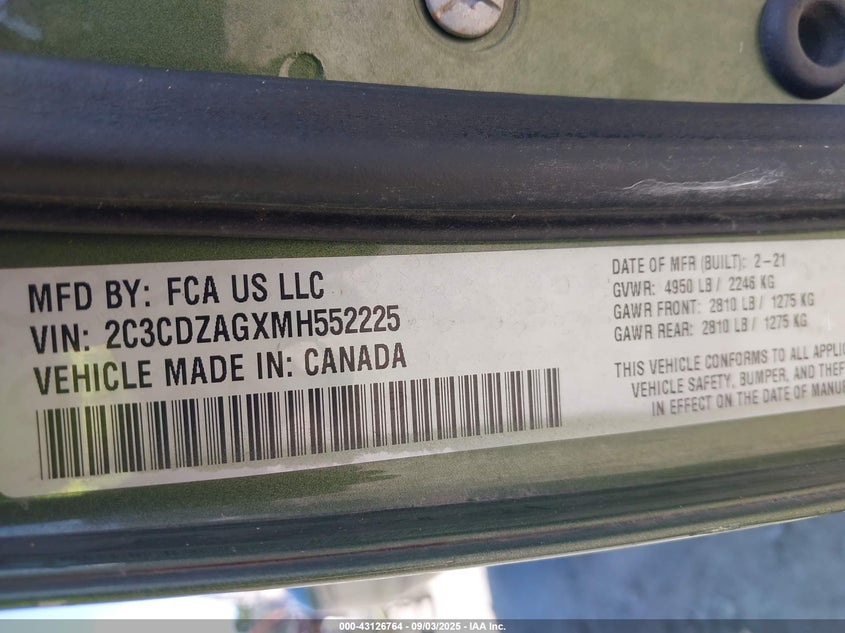 MFD BY: FCA US LLC
VIN: 2C3CDZAGXMH552225
VEHICLE MADE IN: CANADA
DATE OF MFR (BUILT): 2-21
GVWR: 4950 LB / 2246 KG
GAWR FRONT: 2810 LB / 1275 KG
GAWR REAR: 2810 LB / 1275 KG
THIS VEHICLE CONFORMS TO ALL APPLIC
VEHICLE SAFETY, BUMPER, AND THEF
IN EFFECT ON THE DATE OF MANUF
000-43126764 - 09/03/2025 - IAA Inc.